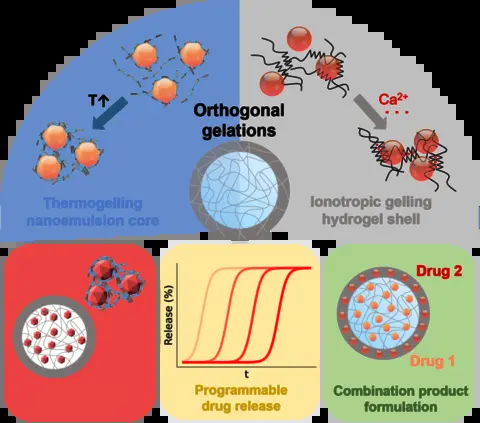 T↑
Orthogonal
gelations
Ca²⁺
...
Thermogelling
nanoemulsion core
Ionotropic gelling
hydrogel shell
Release (%)
t
Programmable
drug release
Drug 2
Drug 1
Combination product
formulation